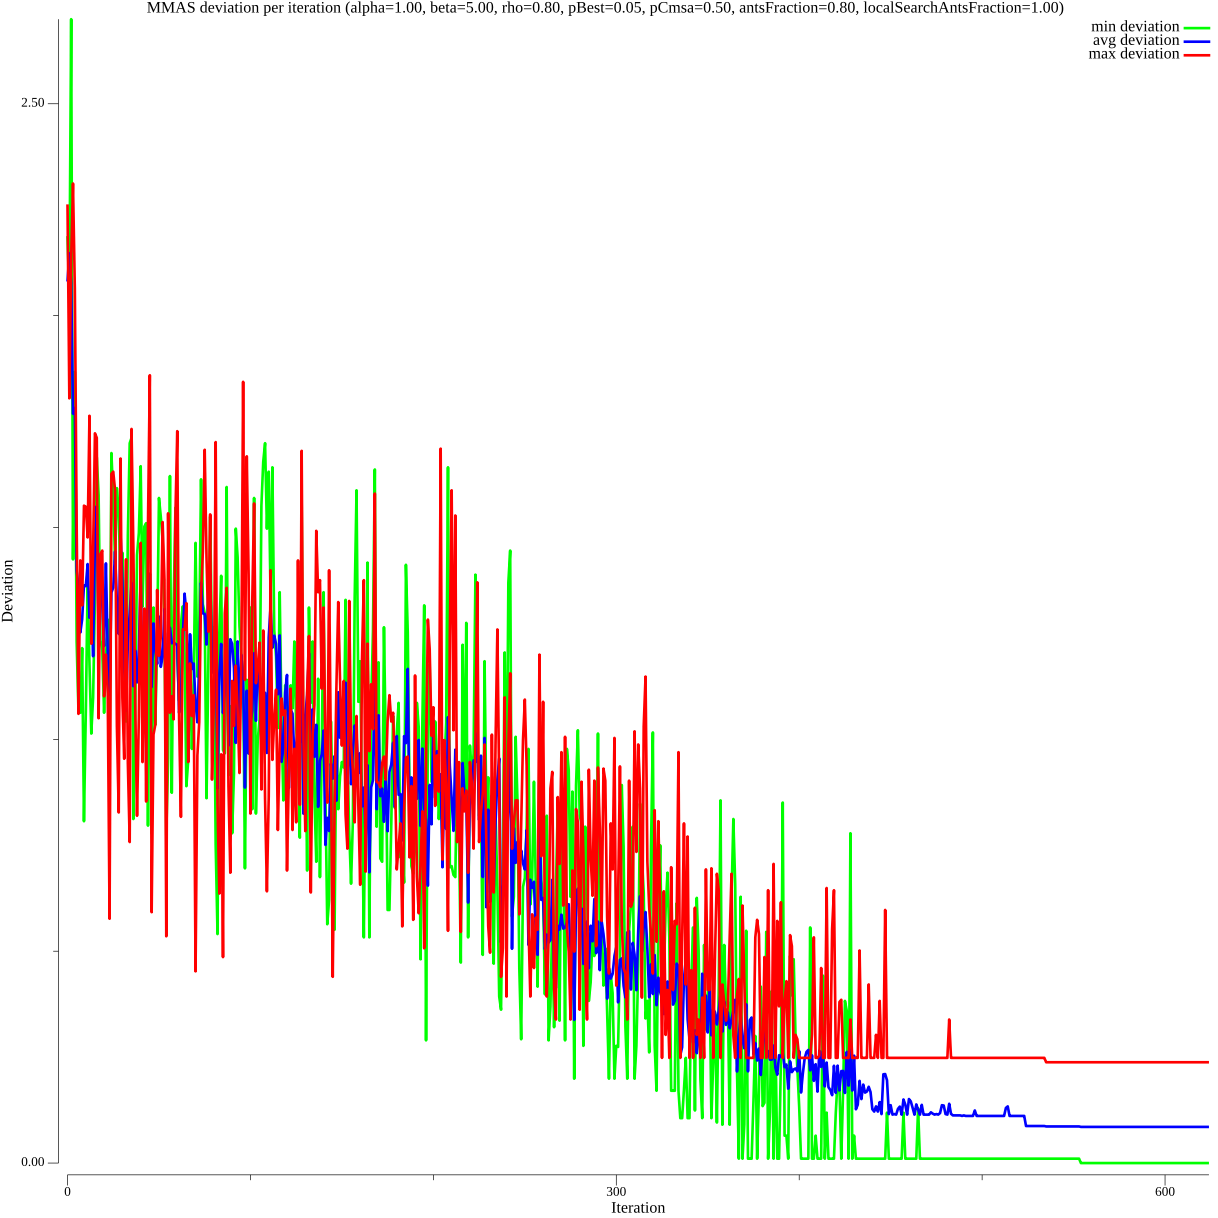 MMAS deviation per iteration (alpha=1.00, beta=5.00, rho=0.80, pBest=0.05, pCmsa=0.50, antsFraction=0.80, localSearchAntsFraction=1.00)
min deviation
avg deviation
max deviation
2.50
Deviation
0.00
0
300
600
Iteration